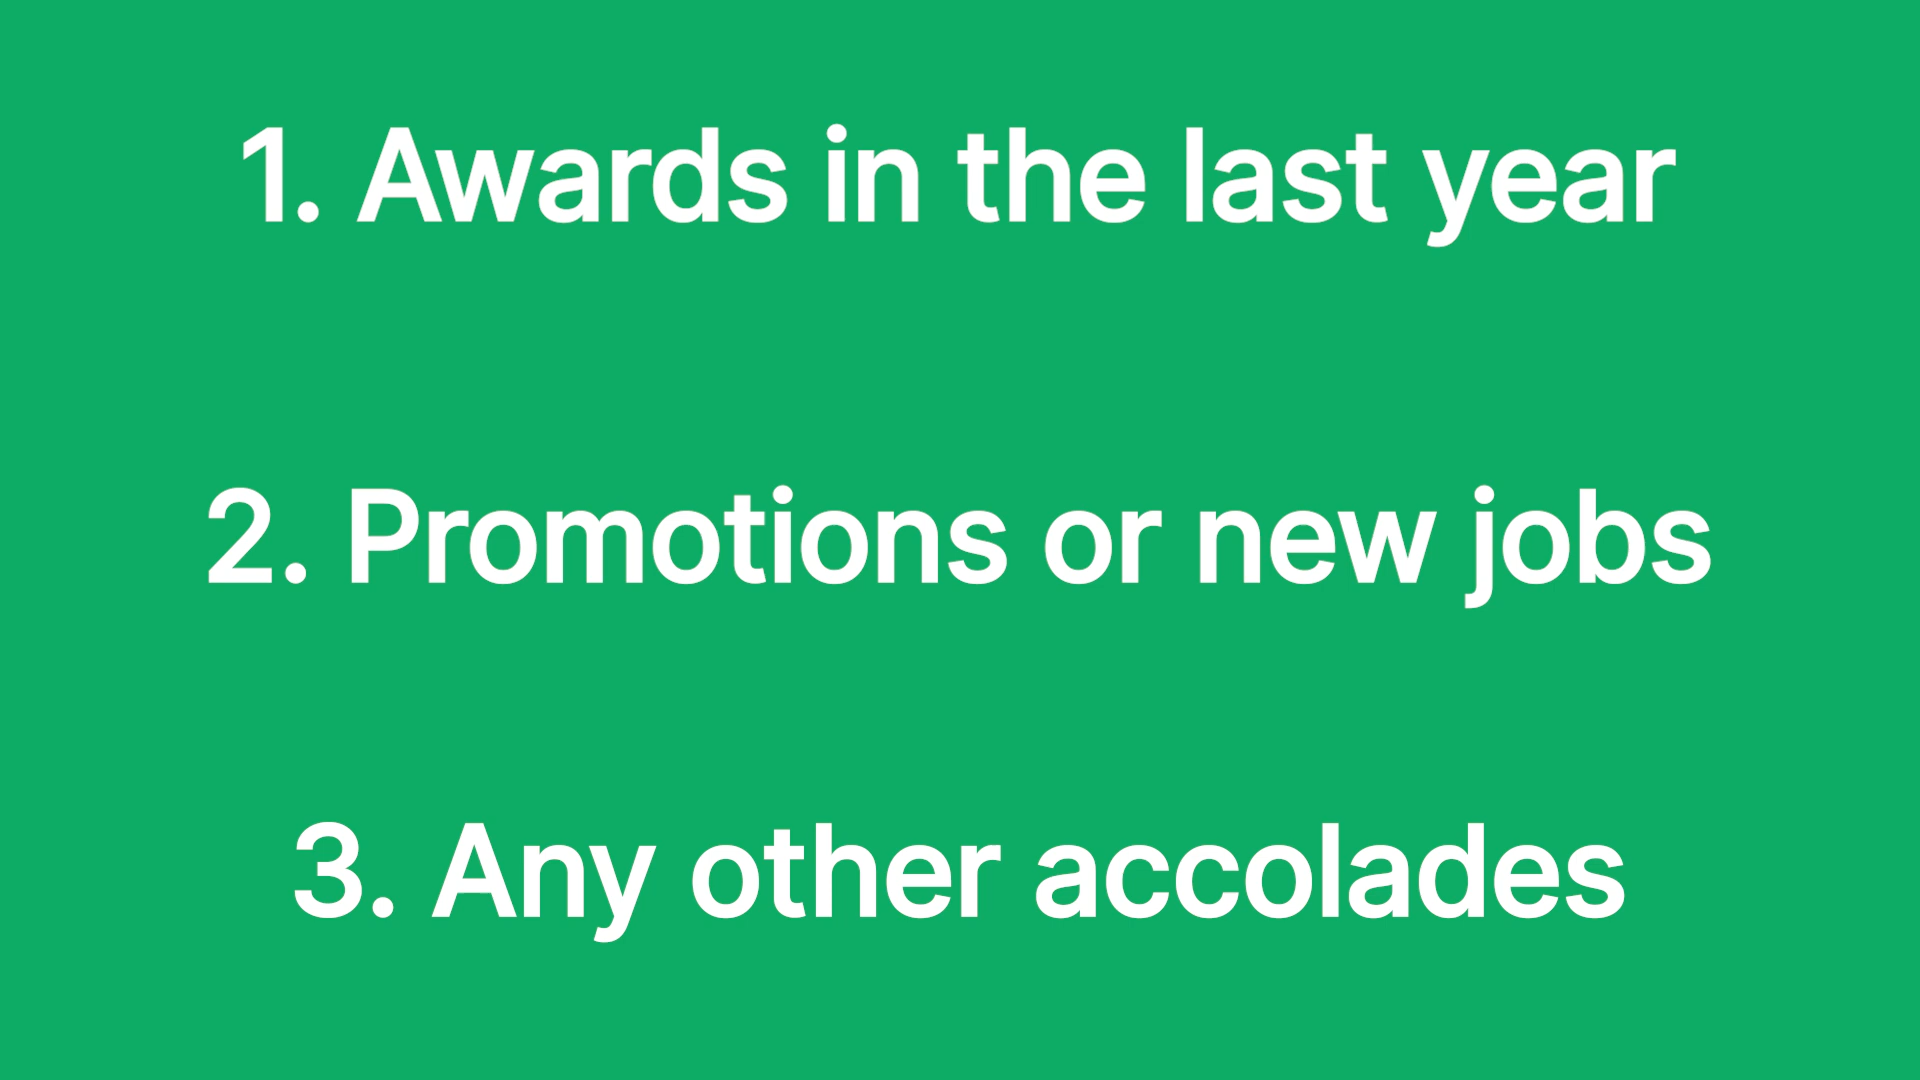 1. Awards in the last year
2. Promotions or new jobs
3. Any other accolades